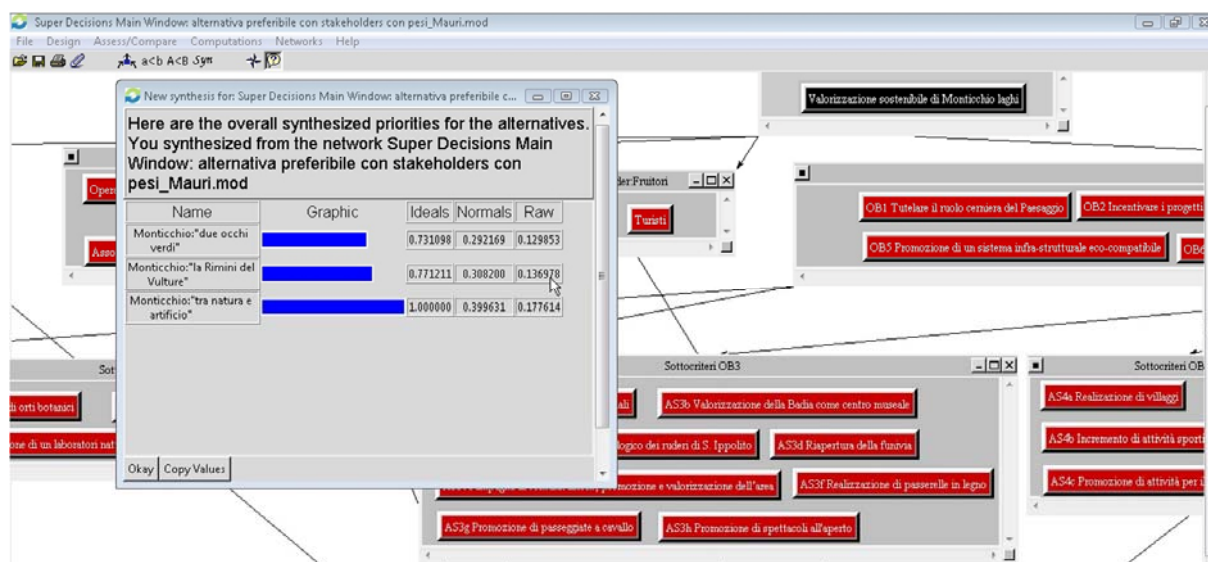 Super Decisions Main Window: alternativa preferibile con stakeholders con pesi_Mauri.mod
File Design Assess/Compare Computations Networks Help
a<b A<B Syn
New synthesis for: Super Decisions Main Window: alternativa preferibile c...
Here are the overall synthesized priorities for the alternatives.
You synthesized from the network Super Decisions Main
Window: alternativa preferibile con stakeholders con
pesi_Mauri.mod
Name Graphic Ideals Normals Raw
Monticchio:"due occhi
verdi"
0.731098 0.292169 0.129853
Monticchio:"la Rimini del
Vulture"
0.771211 0.308200 0.136978
Monticchio:"tra natura e
artificio"
1.000000 0.399631 0.177614
Okay Copy Values
Valorizzazione sostenibile di Monticchio laghi
der:Fruitori
Turisti
OB1 Tutelare il ruolo cerniera del Paesaggio
OB2 Incentivare i progetti
OB5 Promozione di un sistema infra-strutturale eco-compatibile
OB6
Oper
Asso
Sot
di orti botanici
one di un laboratori nat
Sottocriteri OB3
ali
AS3b Valorizzazione della Badia come centro museale
logico dei ruderi di S. Ippolito
AS3d Riapertura della funivia
promozione e valorizzazione dell'area
AS3f Realizzazione di passerelle in legno
AS3g Promozione di passeggiate a cavallo
AS3h Promozione di spettacoli all'aperto
Sottocriteri OB
AS4a Realizzazione di villaggi
AS4b Incremento di attività sporti
AS4c Promozione di attività per i